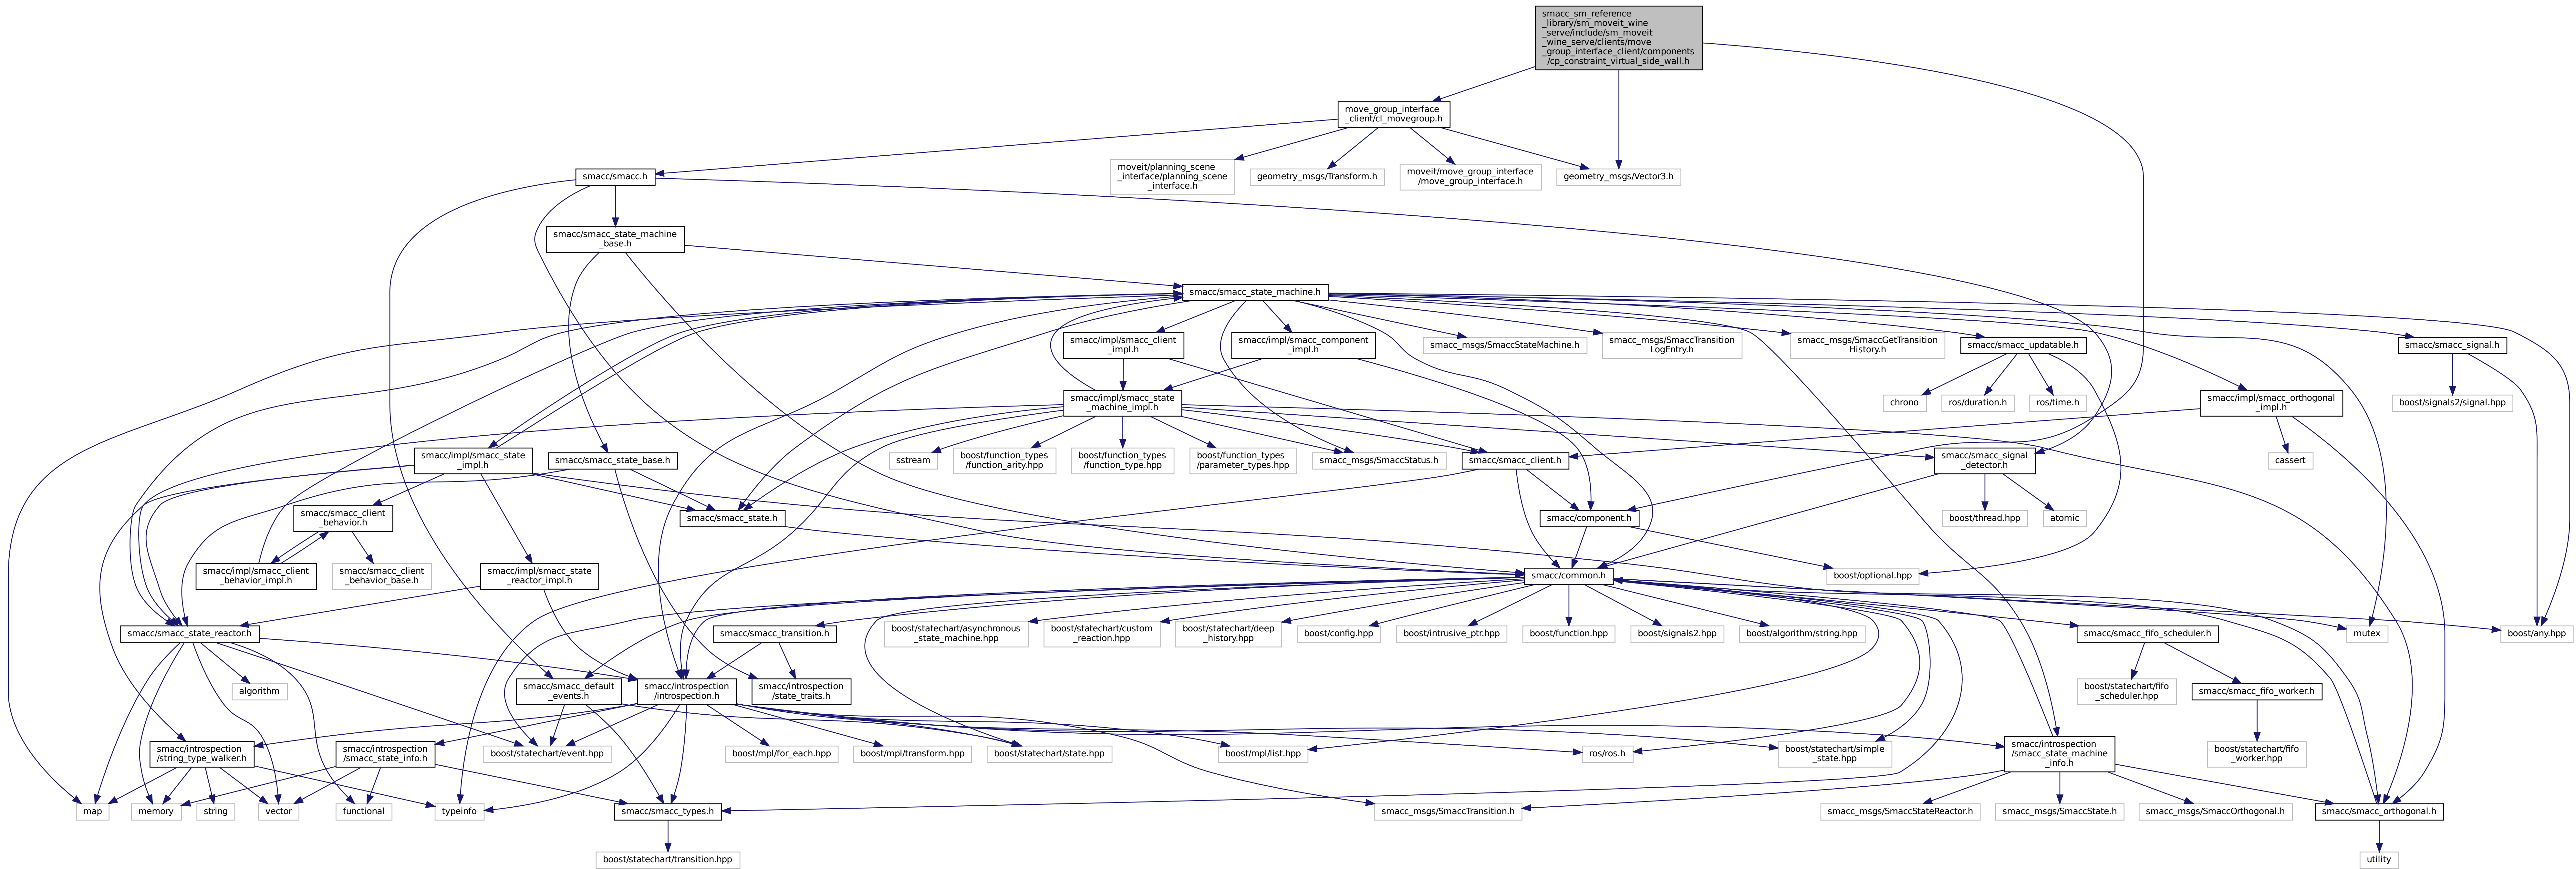 smacc_sm_reference
_library/sm_moveit_wine
_serve/include/sm_moveit
_wine_serve/clients/move
_group_interface_client/components
/cp_constraint_virtual_side_wall.h
move_group_interface
_client/cl_movegroup.h
smacc/smacc.h
moveit/planning_scene
_interface/planning_scene
_interface.h
geometry_msgs/Transform.h
moveit/move_group_interface
/move_group_interface.h
geometry_msgs/Vector3.h
smacc/smacc_state_machine
_base.h
smacc/smacc_state_machine.h
smacc/impl/smacc_client
_impl.h
smacc/impl/smacc_component
_impl.h
smacc_msgs/SmaccStateMachine.h
smacc_msgs/SmaccTransition
LogEntry.h
smacc_msgs/SmaccGetTransition
History.h
smacc/smacc_updatable.h
smacc/smacc_signal.h
smacc/impl/smacc_state
_machine_impl.h
chrono
ros/duration.h
ros/time.h
smacc/impl/smacc_orthogonal
_impl.h
boost/signals2/signal.hpp
smacc/impl/smacc_state
_impl.h
smacc/smacc_state_base.h
sstream
boost/function_types
/function_arity.hpp
boost/function_types
/function_type.hpp
boost/function_types
/parameter_types.hpp
smacc_msgs/SmaccStatus.h
smacc/smacc_client.h
smacc/smacc_signal
_detector.h
cassert
smacc/smacc_client
_behavior.h
smacc/smacc_state.h
smacc/component.h
boost/thread.hpp
atomic
smacc/impl/smacc_client
_behavior_impl.h
smacc/smacc_client
_behavior_base.h
smacc/impl/smacc_state
_reactor_impl.h
smacc/common.h
boost/optional.hpp
smacc/smacc_state_reactor.h
smacc/smacc_transition.h
boost/statechart/asynchronous
_state_machine.hpp
boost/statechart/custom
_reaction.hpp
boost/statechart/deep
_history.hpp
boost/config.hpp
boost/intrusive_ptr.hpp
boost/function.hpp
boost/signals2.hpp
boost/algorithm/string.hpp
smacc/smacc_fifo_scheduler.h
mutex
boost/any.hpp
algorithm
smacc/smacc_default
_events.h
smacc/introspection
/introspection.h
smacc/introspection
/state_traits.h
boost/statechart/fifo
_scheduler.hpp
smacc/smacc_fifo_worker.h
smacc/introspection
/string_type_walker.h
smacc/introspection
/smacc_state_info.h
boost/statechart/event.hpp
boost/mpl/for_each.hpp
boost/mpl/transform.hpp
boost/statechart/state.hpp
boost/mpl/list.hpp
ros/ros.h
boost/statechart/simple
_state.hpp
smacc/introspection
/smacc_state_machine
_info.h
boost/statechart/fifo
_worker.hpp
map
memory
string
vector
functional
typeinfo
smacc/smacc_types.h
smacc_msgs/SmaccTransition.h
smacc_msgs/SmaccStateReactor.h
smacc_msgs/SmaccState.h
smacc_msgs/SmaccOrthogonal.h
smacc/smacc_orthogonal.h
boost/statechart/transition.hpp
utility